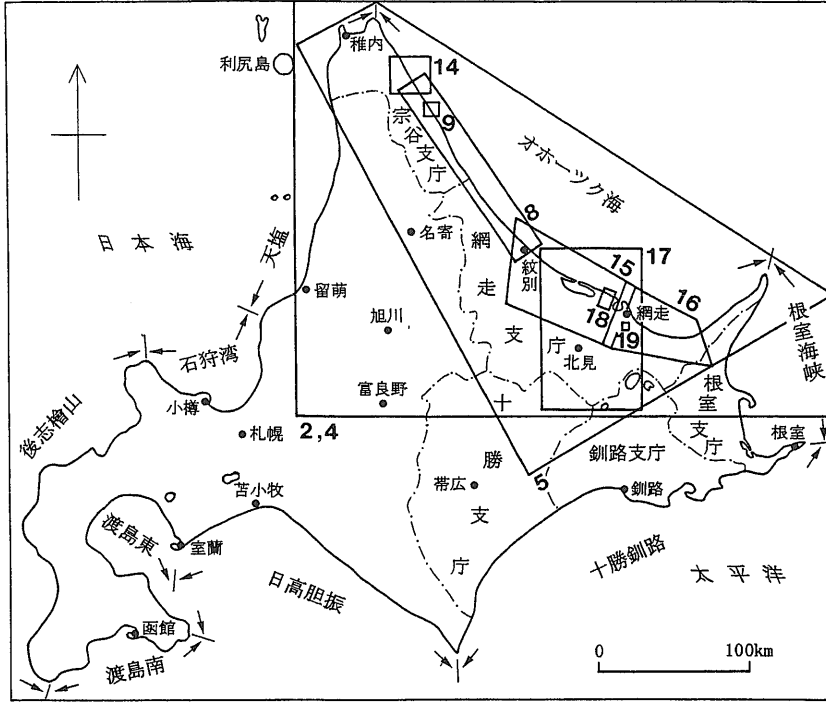 稚内
利尻島
14
9
宗谷支庁
オホーツク海
8
日本海
天塩
名寄
網走支庁
紋別
17
15
16
留萌
18
網走
19
根室海峡
旭川
北見
石狩湾
富良野
十勝支庁
根室支庁
小樽
後志檜山
札幌
2,4
5
釧路支庁
根室
帯広
釧路
苫小牧
渡島東
室蘭
日高胆振
十勝釧路
太平洋
函館
渡島南
0
100km